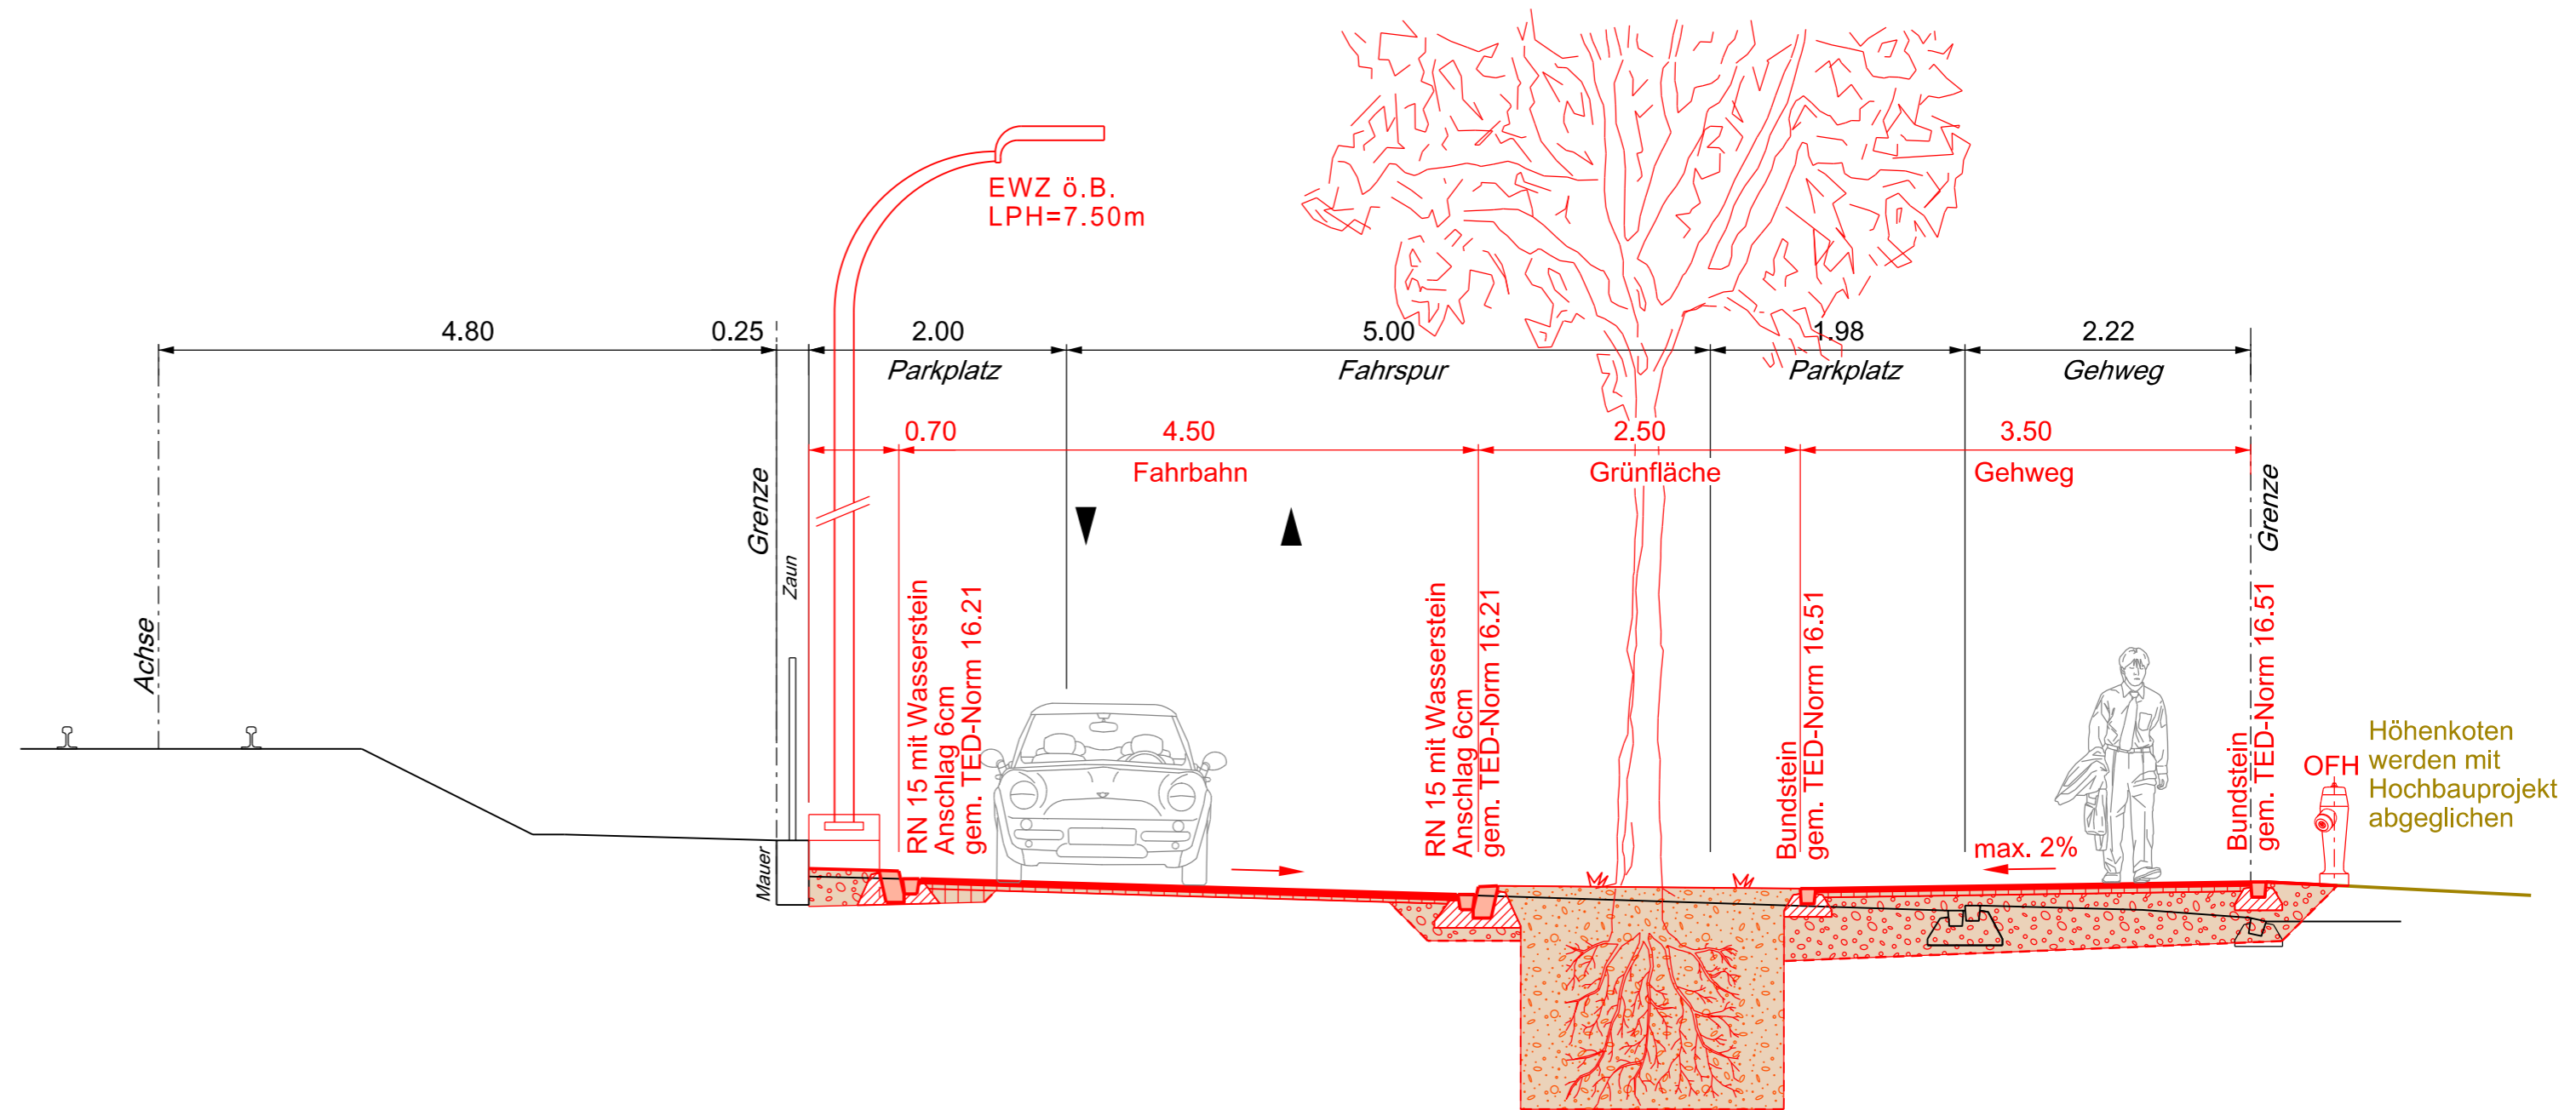 EWZ ö.B.
LPH=7.50m
4.80
0.25
2.00
5.00
1.98
2.22
Parkplatz
Fahrspur
Parkplatz
Gehweg
0.70
4.50
2.50
3.50
Fahrbahn
Grünfläche
Gehweg
Achse
Grenze
Zaun
Mauer
RN 15 mit Wasserstein
Anschlag 6cm
gem. TED-Norm 16.21
RN 15 mit Wasserstein
Anschlag 6cm
gem. TED-Norm 16.21
Bundstein
gem. TED-Norm 16.51
max. 2%
Grenze
Bundstein
gem. TED-Norm 16.51
OFH
Höhenkoten
werden mit
Hochbauprojekt
abgeglichen